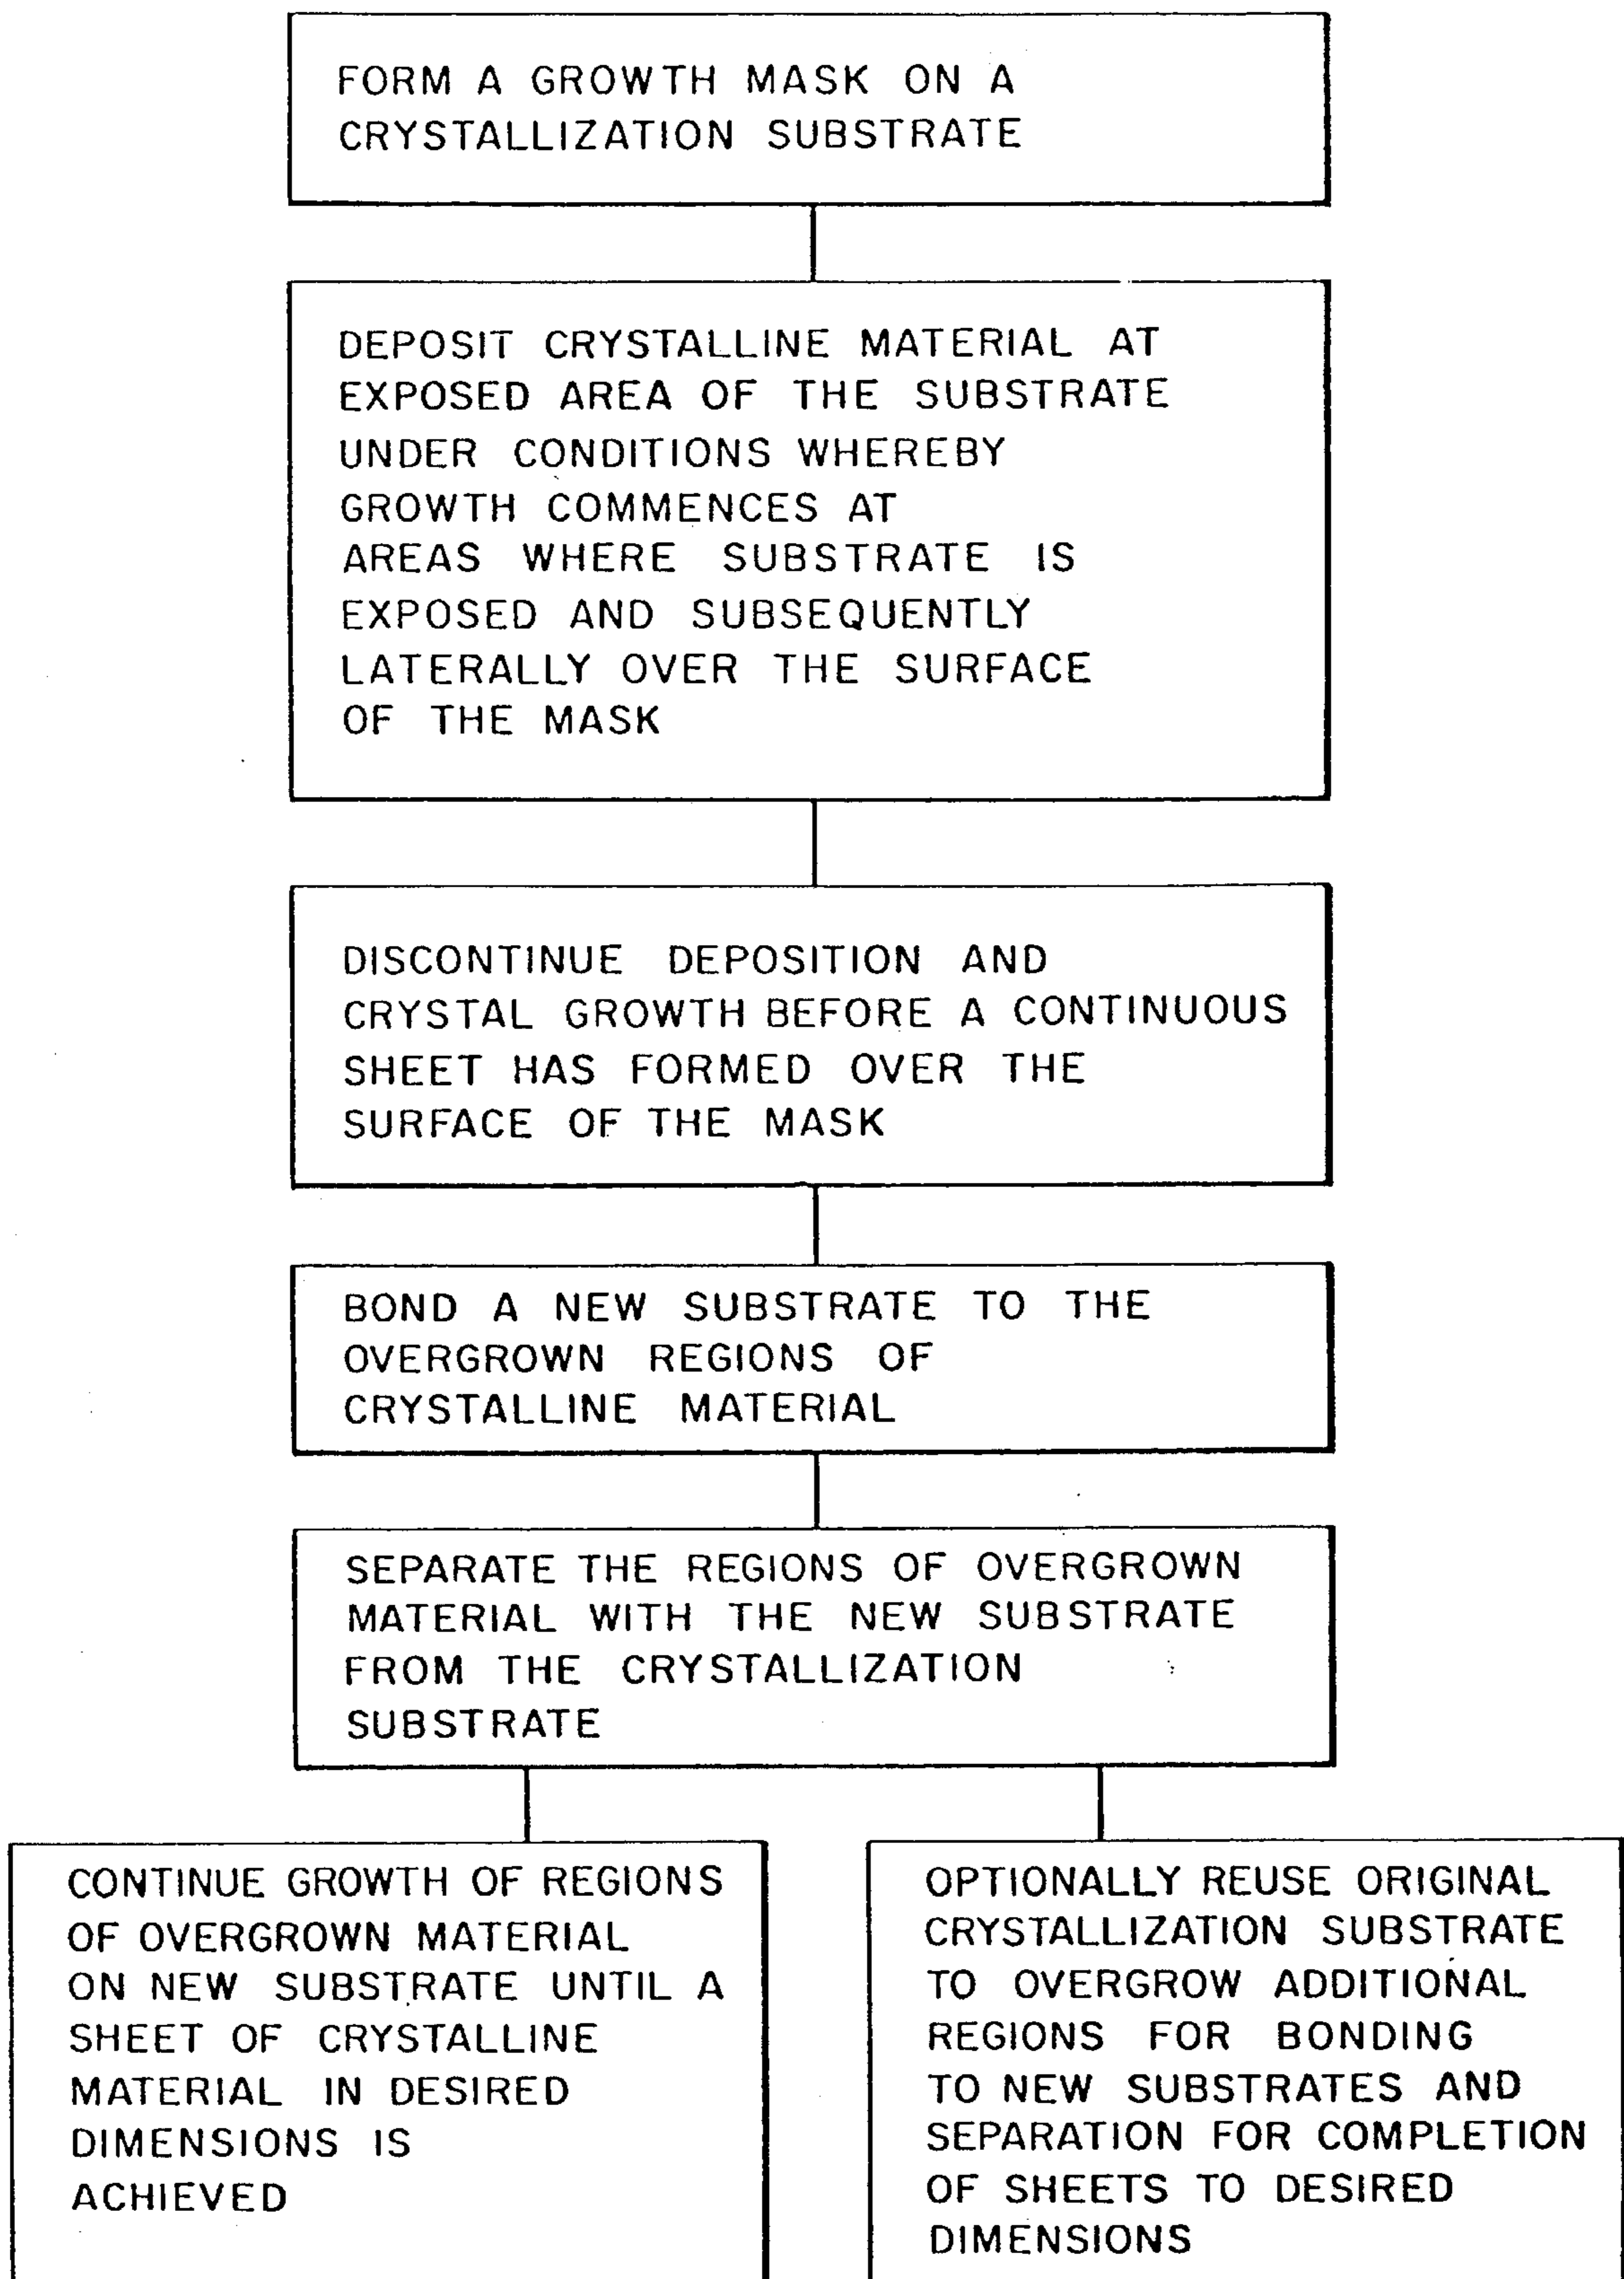 FORM A GROWTH MASK ON A
CRYSTALLIZATION SUBSTRATE
DEPOSIT CRYSTALLINE MATERIAL AT
EXPOSED AREA OF THE SUBSTRATE
UNDER CONDITIONS WHEREBY
GROWTH COMMENCES AT
AREAS WHERE SUBSTRATE IS
EXPOSED AND SUBSEQUENTLY
LATERALLY OVER THE SURFACE
OF THE MASK
DISCONTINUE DEPOSITION AND
CRYSTAL GROWTH BEFORE A CONTINUOUS
SHEET HAS FORMED OVER THE
SURFACE OF THE MASK
BOND A NEW SUBSTRATE TO THE
OVERGROWN REGIONS OF
CRYSTALLINE MATERIAL
SEPARATE THE REGIONS OF OVERGROWN
MATERIAL WITH THE NEW SUBSTRATE
FROM THE CRYSTALLIZATION
SUBSTRATE
CONTINUE GROWTH OF REGIONS
OF OVERGROWN MATERIAL
ON NEW SUBSTRATE UNTIL A
SHEET OF CRYSTALLINE
MATERIAL IN DESIRED
DIMENSIONS IS
ACHIEVED
OPTIONALLY REUSE ORIGINAL
CRYSTALLIZATION SUBSTRATE
TO OVERGROW ADDITIONAL
REGIONS FOR BONDING
TO NEW SUBSTRATES AND
SEPARATION FOR COMPLETION
OF SHEETS TO DESIRED
DIMENSIONS